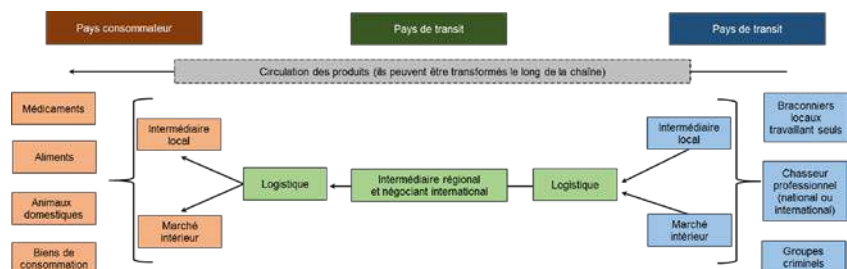 Pays consommateur
Pays de transit
Pays de transit
Circulation des produits (ils peuvent être transformés le long de la chaîne)
Médicaments
Aliments
Animaux
domestiques
Biens de
consommation
Intermédiaire
local
Marché
intérieur
Logistique
Intermédiaire régional
et négociant international
Logistique
Intermédiaire
local
Marché
intérieur
Braconniers
locaux
travaillant seuls
Chasseur
professionnel
(national ou
international)
Groupes
criminels